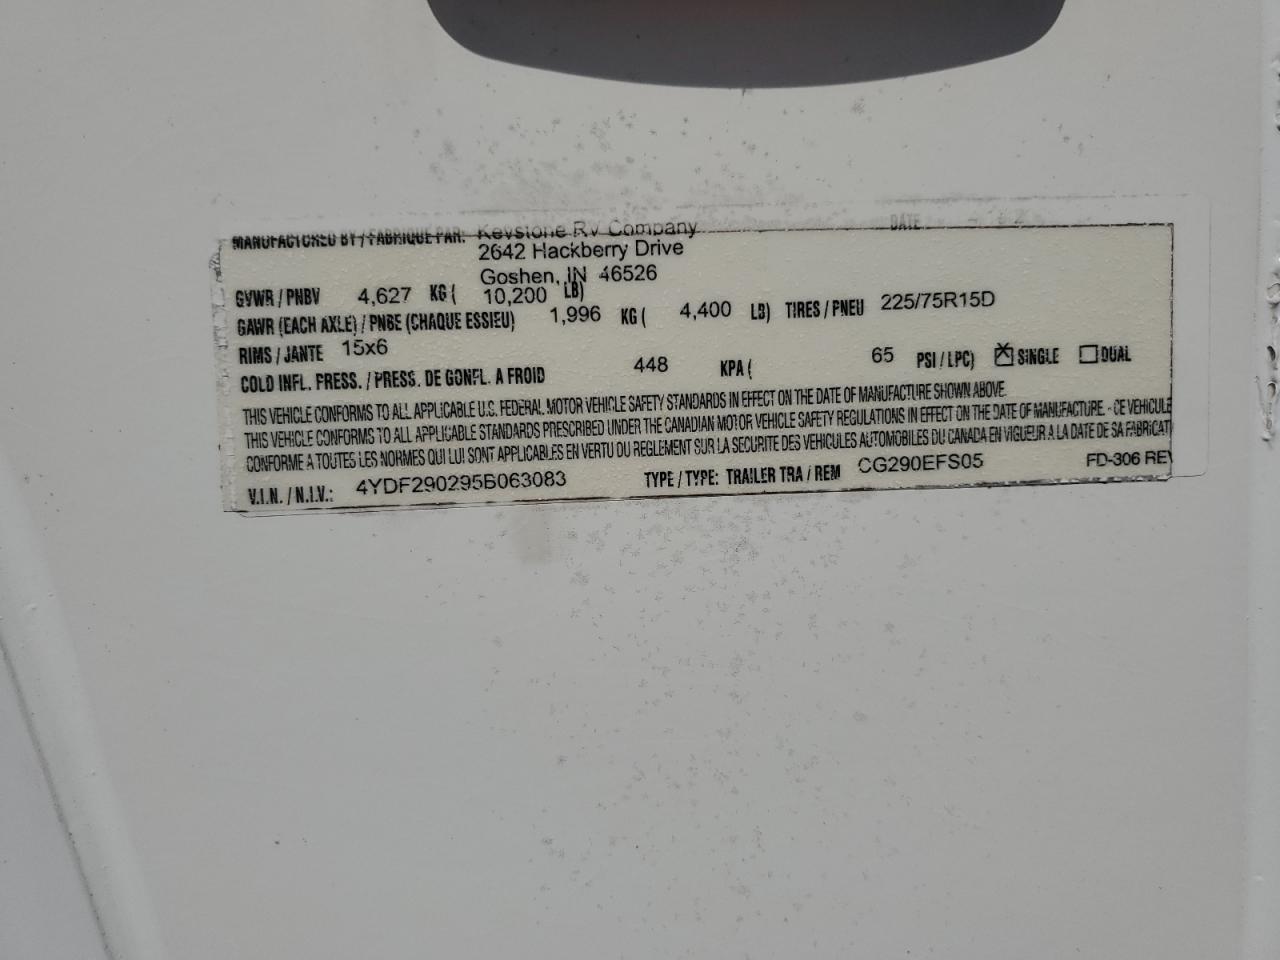 MANUFACTURED BY / FABRIQUE PAR: Keystone RV Company DATE
2642 Hackberry Drive
Goshen, IN 46526
GVWR / PNBV 4,627 KG ( 10,200 LB)
GAWR (EACH AXLE) / PNBE (CHAQUE ESSIEU) 1,996 KG ( 4,400 LB) TIRES / PNEU 225/75R15D
RIMS / JANTE 15x6
COLD INFL. PRESS. / PRESS. DE GONFL. A FROID 448 KPA ( 65 PSI / LPC) ☒ SINGLE ☐ DUAL
THIS VEHICLE CONFORMS TO ALL APPLICABLE U.S. FEDERAL MOTOR VEHICLE SAFETY STANDARDS IN EFFECT ON THE DATE OF MANUFACTURE SHOWN ABOVE.
THIS VEHICLE CONFORMS TO ALL APPLICABLE STANDARDS PRESCRIBED UNDER THE CANADIAN MOTOR VEHICLE SAFETY REGULATIONS IN EFFECT ON THE DATE OF MANUFACTURE. - CE VEHICULE
CONFORME A TOUTES LES NORMES QUI LUI SONT APPLICABLES EN VERTU DU REGLEMENT SUR LA SECURITE DES VEHICULES AUTOMOBILES DU CANADA EN VIGUEUR A LA DATE DE SA FABRICATI
V.I.N. / N.I.V.: 4YDF290295B063083 TYPE / TYPE: TRAILER TRA / REM CG290EFS05 FD-306 REV